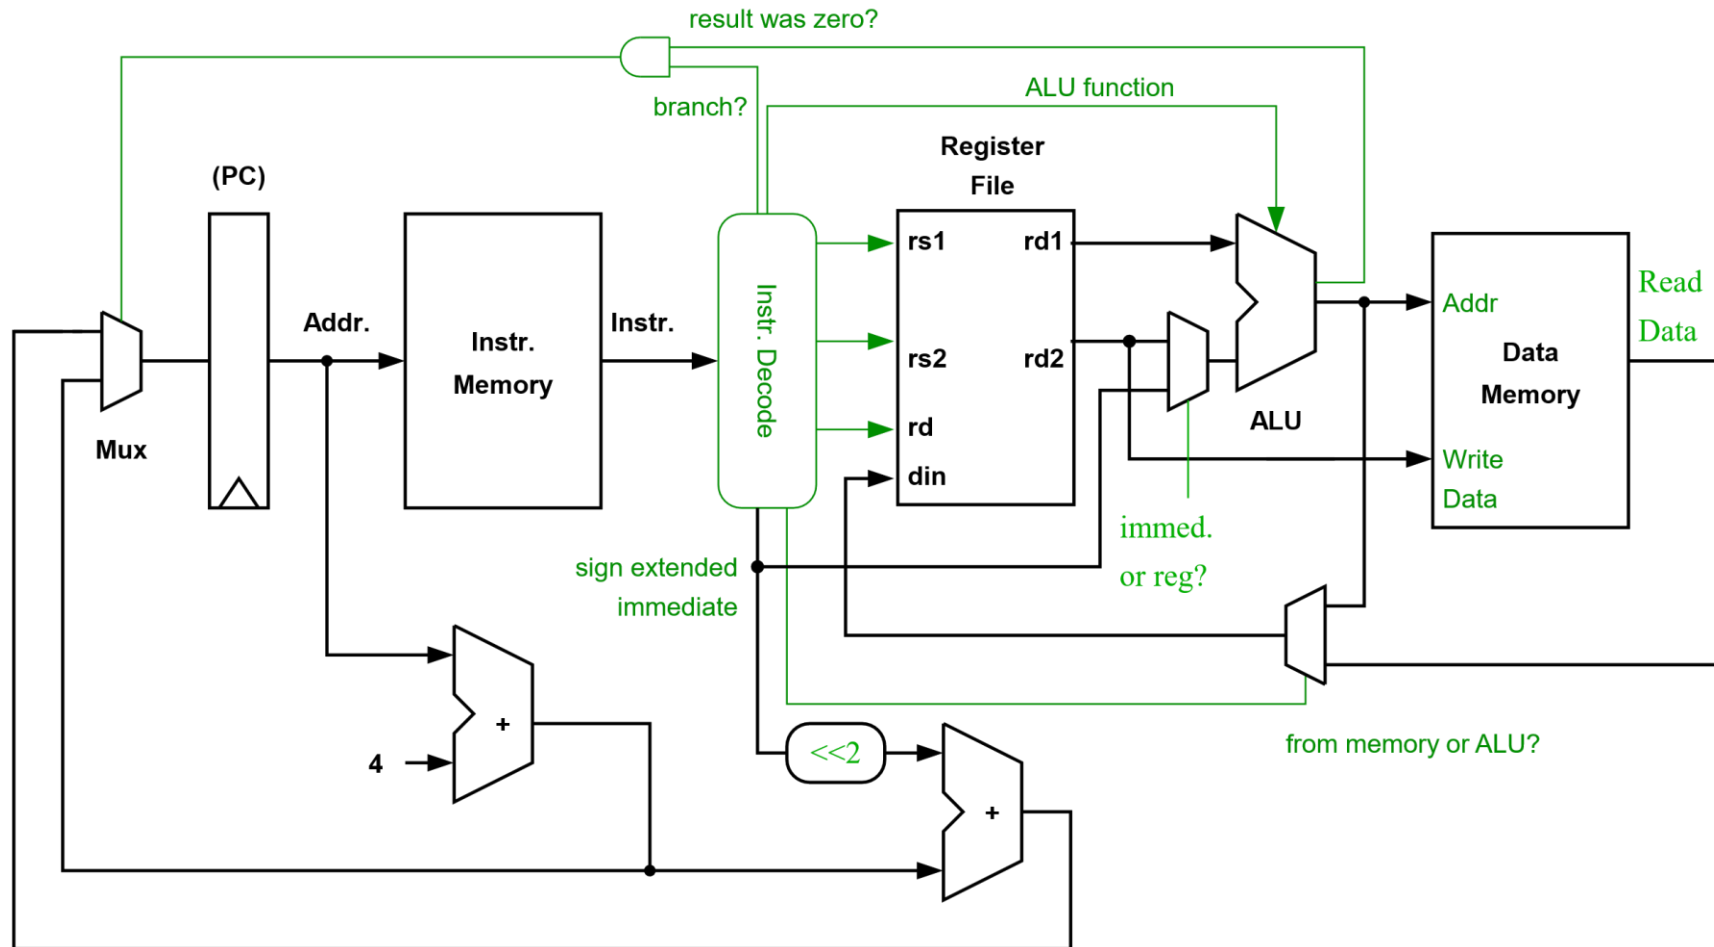 result was zero?
branch?
ALU function
Register
File
(PC)
Addr.
Instr.
Memory
Instr.
Instr. Decode
rs1
rd1
rs2
rd2
rd
din
ALU
Addr
Data
Memory
Write
Data
Read
Data
Mux
immed.
or reg?
sign extended
immediate
from memory or ALU?
+
4
<<2
+